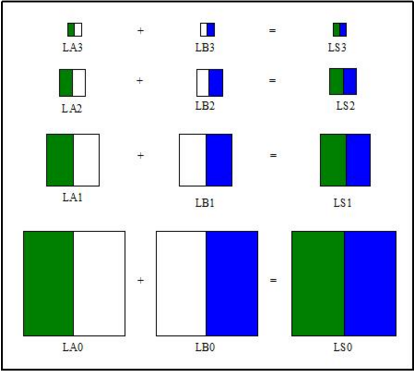 + =
LA3 LB3 LS3
+ =
LA2 LB2 LS2
+ =
LA1 LB1 LS1
+ =
LA0 LB0 LS0